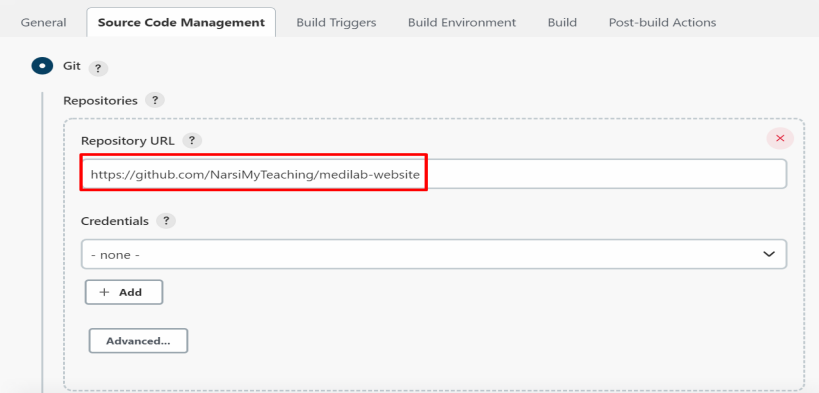 General Source Code Management Build Triggers Build Environment Build Post-build Actions
Git ?
Repositories ?
Repository URL ?
https://github.com/NarsiMyTeaching/medilab-website
Credentials ?
- none -
+ Add
Advanced...